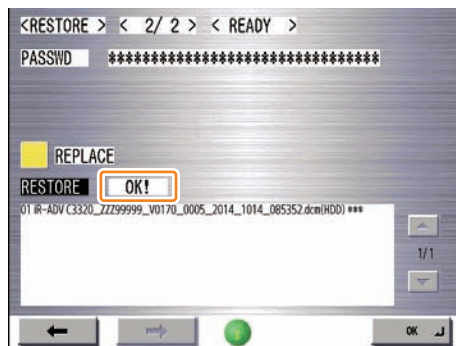 <RESTORE > < 2/ 2 > < READY >
PASSWD ********************************
REPLACE
RESTORE OK!
01 iR-ADV C3320_ZZZ99999_V0170_0005_2014_1014_085352.dcm(HDD) ***
1/1
OK